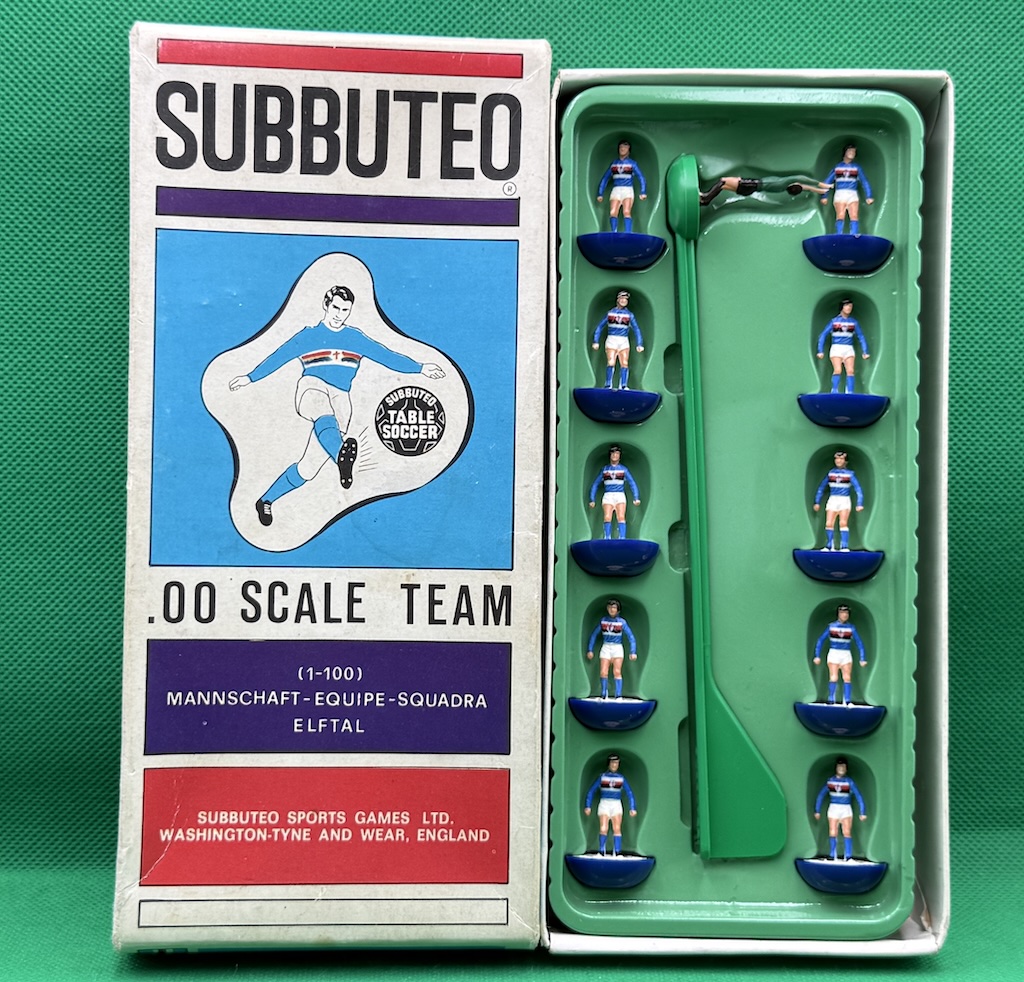 SUBBUTEO
®
SUBBUTEO
TABLE
SOCCER
.00 SCALE TEAM
(1-100)
MANNSCHAFT-EQUIPE-SQUADRA
ELFTAL
SUBBUTEO SPORTS GAMES LTD.
WASHINGTON-TYNE AND WEAR, ENGLAND